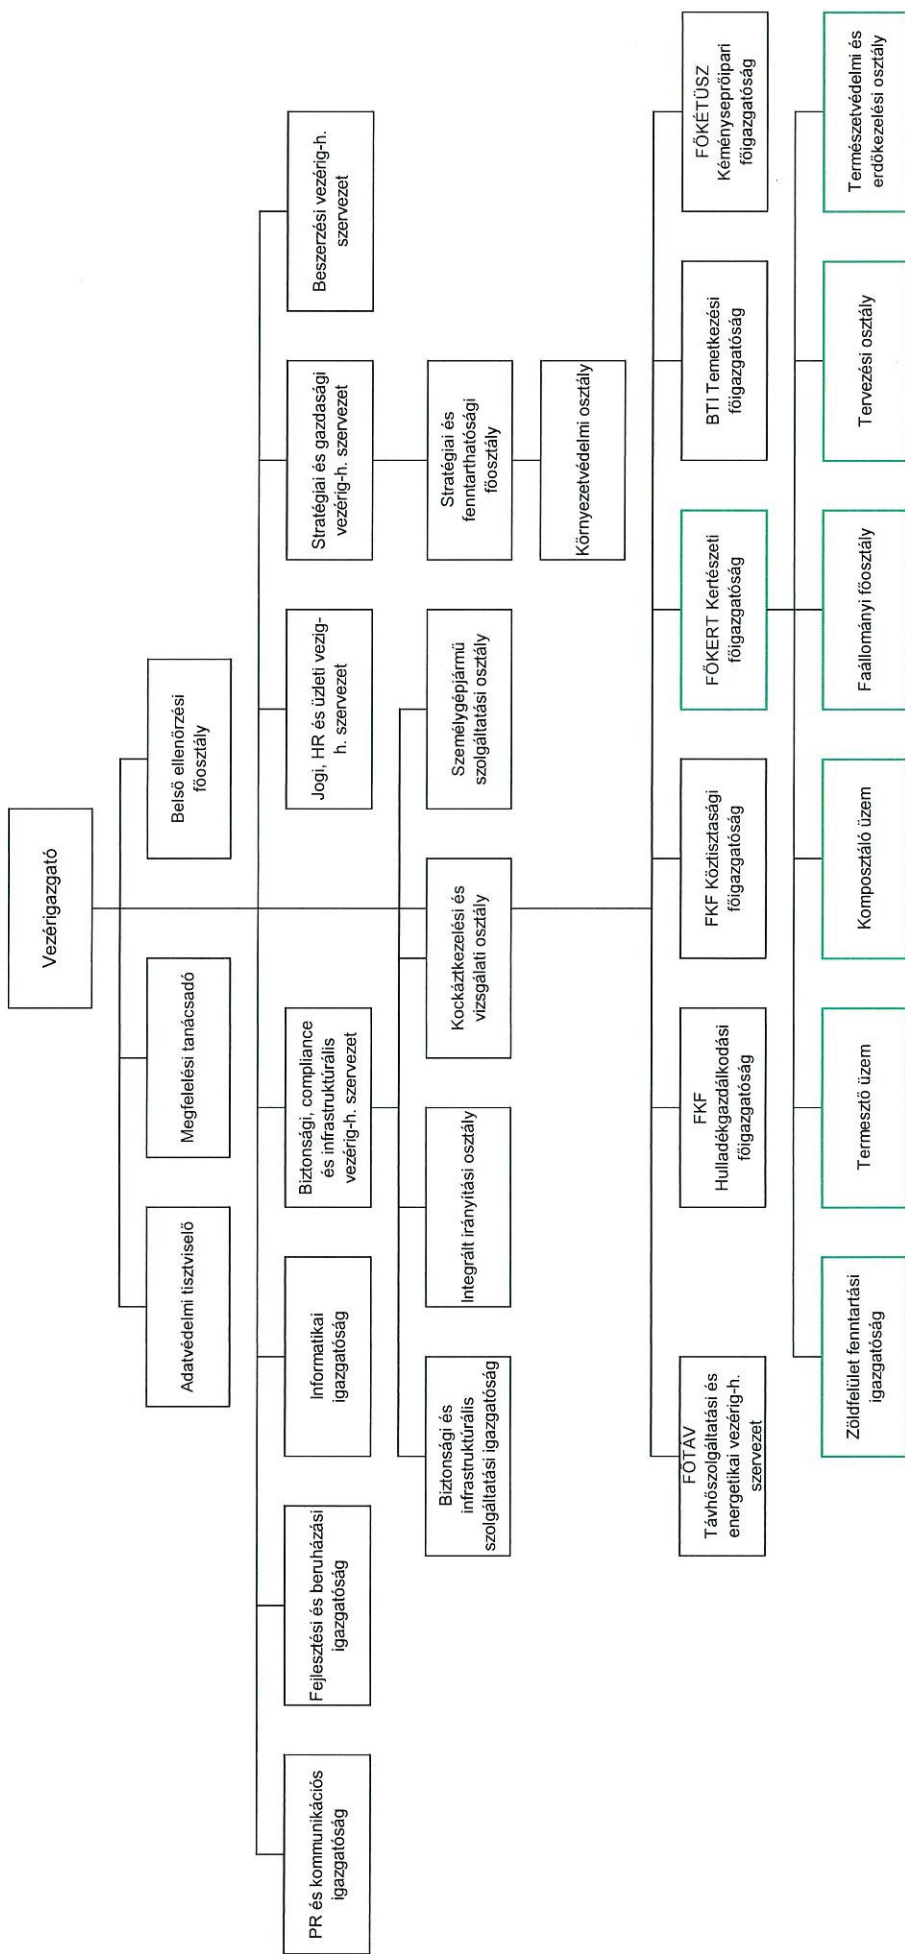 Vezérigazgató
Adatvédelmi tisztviselő
Megfelelési tanácsadó
Belső ellenőrzési
főosztály
PR és kommunikációs
igazgatóság
Fejlesztési és beruházási
igazgatóság
Informatikai
igazgatóság
Biztonsági, compliance
és infrastruktúrális
vezérig-h. szervezet
Jogi, HR és üzleti vezig-
h. szervezet
Stratégiai és gazdasági
vezérig-h. szervezet
Beszerzési vezérig-h.
szervezet
Biztonsági és
infrastruktúrális
szolgáltatási igazgatóság
Integrált irányítási osztály
Kockáztkezelési és
vizsgálati osztály
Személygépjármű
szolgáltatási osztály
Stratégiai és
fenntarthatósági
főosztály
Környezetvédelmi osztály
FŐTÁV
Távhőszolgáltatási és
energetikai vezérig-h.
szervezet
FKF
Hulladékgazdálkodási
főigazgatóság
FKF Köztisztasági
főigazgatóság
FŐKERT Kertészeti
főigazgatóság
BTI Temetkezési
főigazgatóság
FŐKÉTÜSZ
Kéményseprőipari
főigazgatóság
Zöldfelület fenntartási
igazgatóság
Termesztő üzem
Komposztáló üzem
Faállományi főosztály
Tervezési osztály
Természetvédelmi és
erdőkezelési osztály